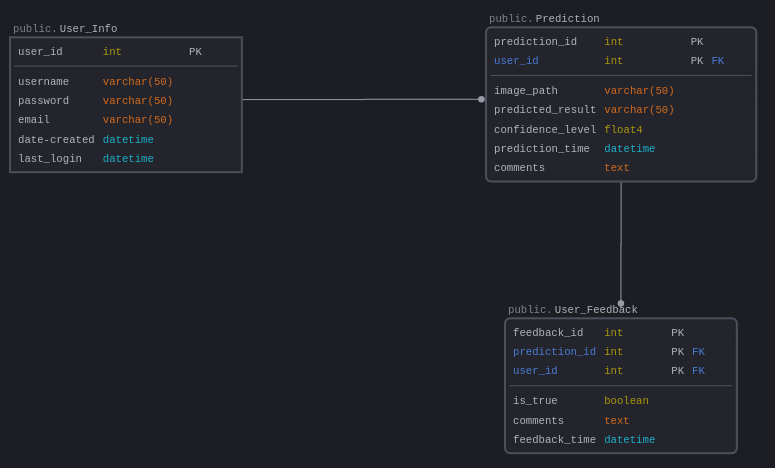 public.User_Info
user_id int PK
username varchar(50)
password varchar(50)
email varchar(50)
date-created datetime
last_login datetime
public.Prediction
prediction_id int PK
user_id int PK FK
image_path varchar(50)
predicted_result varchar(50)
confidence_level float4
prediction_time datetime
comments text
public.User_Feedback
feedback_id int PK
prediction_id int PK FK
user_id int PK FK
is_true boolean
comments text
feedback_time datetime